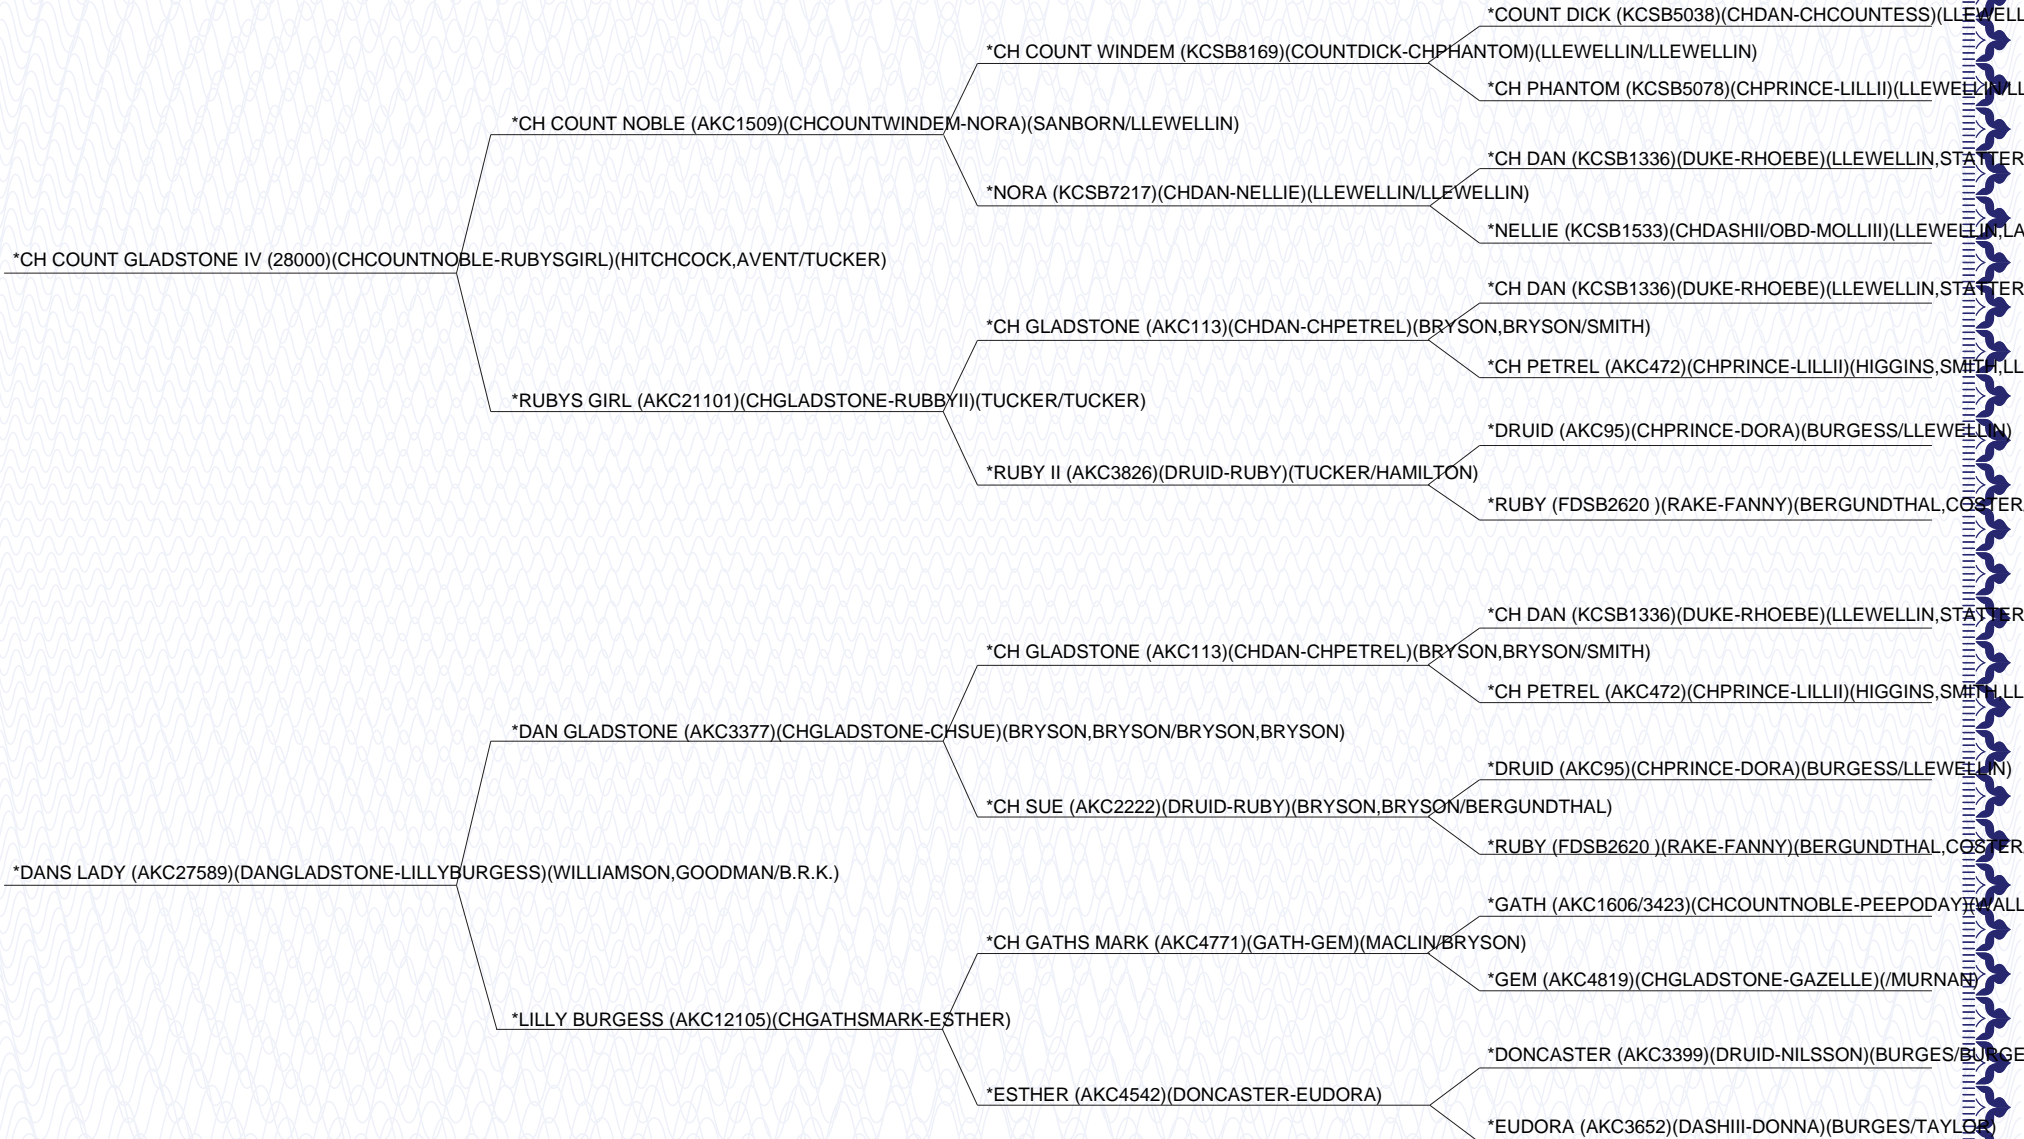 *COUNT DICK (KCSB5038)(CHDAN-CHCOUNTESS)(LLEWELL
*CH COUNT WINDEM (KCSB8169)(COUNTDICK-CHPHANTOM)(LLEWELLIN/LLEWELLIN)
*CH PHANTOM (KCSB5078)(CHPRINCE-LILLII)(LLEWELLIN/LL
*CH COUNT NOBLE (AKC1509)(CHCOUNTWINDEM-NORA)(SANBORN/LLEWELLIN)
*CH DAN (KCSB1336)(DUKE-RHOEBE)(LLEWELLIN,STATTER
*NORA (KCSB7217)(CHDAN-NELLIE)(LLEWELLIN/LLEWELLIN)
*NELLIE (KCSB1533)(CHDASHII/OBD-MOLLIII)(LLEWELLIN,LA
*CH COUNT GLADSTONE IV (28000)(CHCOUNTNOBLE-RUBYSGIRL)(HITCHCOCK,AVENT/TUCKER)
*CH DAN (KCSB1336)(DUKE-RHOEBE)(LLEWELLIN,STATTER
*CH GLADSTONE (AKC113)(CHDAN-CHPETREL)(BRYSON,BRYSON/SMITH)
*CH PETREL (AKC472)(CHPRINCE-LILLII)(HIGGINS,SMITH,LL
*RUBYS GIRL (AKC21101)(CHGLADSTONE-RUBBYII)(TUCKER/TUCKER)
*DRUID (AKC95)(CHPRINCE-DORA)(BURGESS/LLEWELLIN)
*RUBY II (AKC3826)(DRUID-RUBY)(TUCKER/HAMILTON)
*RUBY (FDSB2620 )(RAKE-FANNY)(BERGUNDTHAL,COSTER
*CH DAN (KCSB1336)(DUKE-RHOEBE)(LLEWELLIN,STATTER
*CH GLADSTONE (AKC113)(CHDAN-CHPETREL)(BRYSON,BRYSON/SMITH)
*CH PETREL (AKC472)(CHPRINCE-LILLII)(HIGGINS,SMITH,LL
*DAN GLADSTONE (AKC3377)(CHGLADSTONE-CHSUE)(BRYSON,BRYSON/BRYSON,BRYSON)
*DRUID (AKC95)(CHPRINCE-DORA)(BURGESS/LLEWELLIN)
*CH SUE (AKC2222)(DRUID-RUBY)(BRYSON,BRYSON/BERGUNDTHAL)
*RUBY (FDSB2620 )(RAKE-FANNY)(BERGUNDTHAL,COSTER
*DANS LADY (AKC27589)(DANGLADSTONE-LILLYBURGESS)(WILLIAMSON,GOODMAN/B.R.K.)
*GATH (AKC1606/3423)(CHCOUNTNOBLE-PEEPODAY)(WALL
*CH GATHS MARK (AKC4771)(GATH-GEM)(MACLIN/BRYSON)
*GEM (AKC4819)(CHGLADSTONE-GAZELLE)(/MURNAN)
*LILLY BURGESS (AKC12105)(CHGATHSMARK-ESTHER)
*DONCASTER (AKC3399)(DRUID-NILSSON)(BURGES/BURGE
*ESTHER (AKC4542)(DONCASTER-EUDORA)
*EUDORA (AKC3652)(DASHIII-DONNA)(BURGES/TAYLOR)